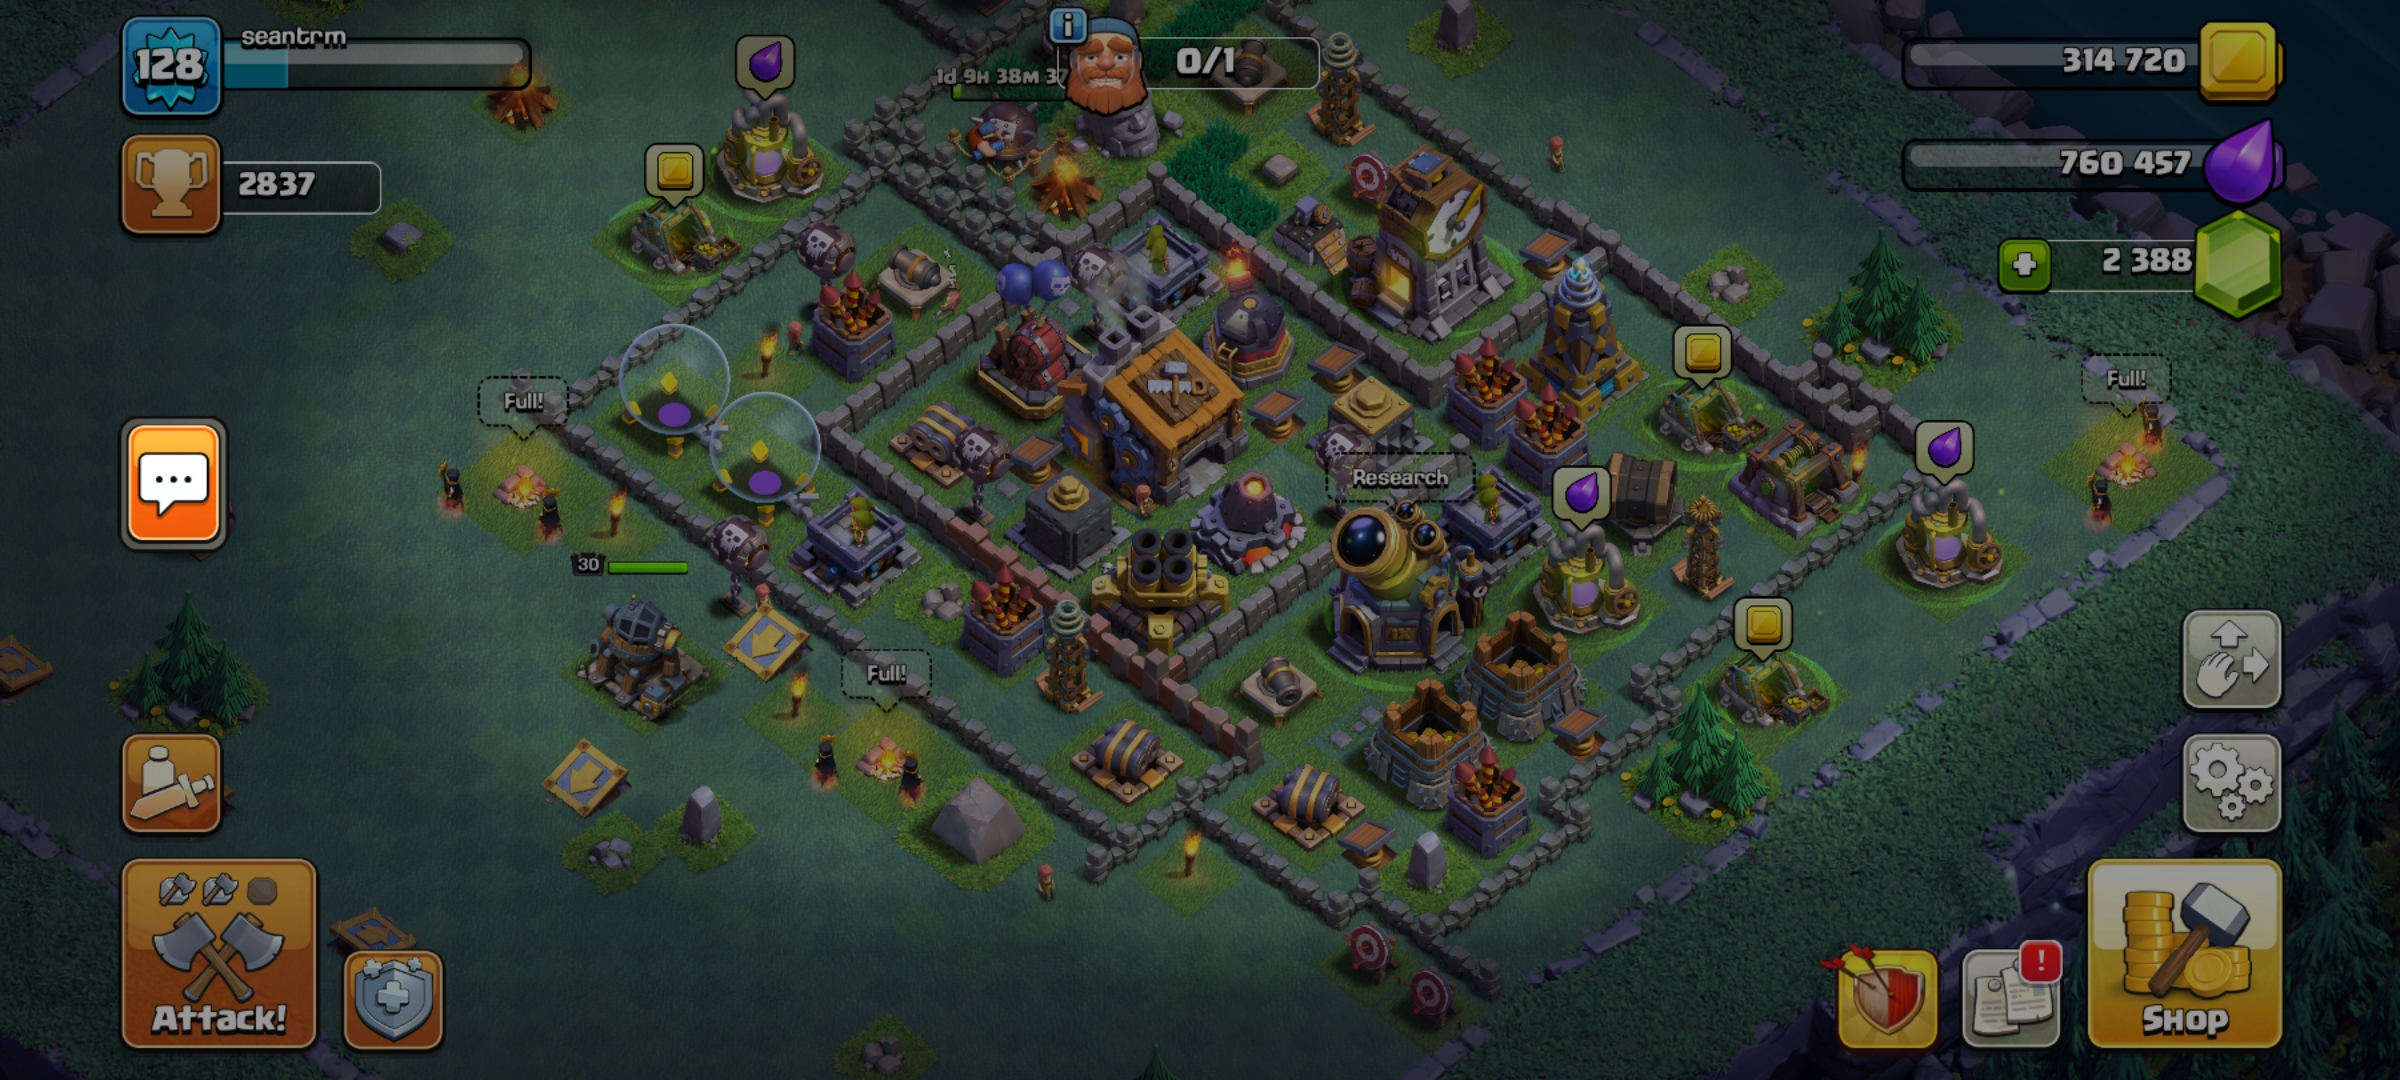 128
seantrm
2837
1d 9h 38m 37
0/1
314 720
760 457
2 388
Full!
Full!
Research
30
Full!
Attack!
Shop